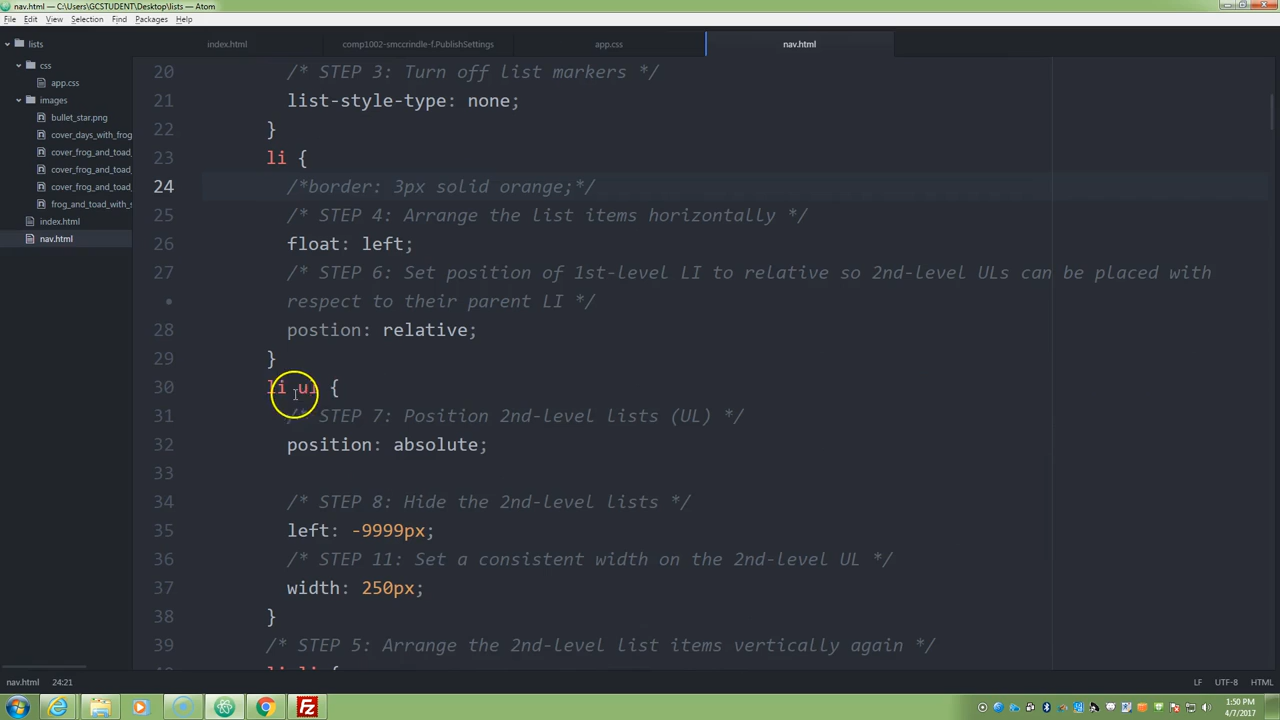 nav.html — C:\Users\GCSTUDENT\Desktop\lists — Atom
File Edit View Selection Find Packages Help
lists
css
app.css
images
bullet_star.png
cover_days_with_frog
cover_frog_and_toad_
cover_frog_and_toad_
cover_frog_and_toad_
frog_and_toad_with_s
index.html
nav.html
index.html comp1002-smccrindle-f.PublishSettings app.css nav.html
20 /* STEP 3: Turn off list markers */
21 list-style-type: none;
22 }
23 li {
24 /*border: 3px solid orange;*/
25 /* STEP 4: Arrange the list items horizontally */
26 float: left;
27 /* STEP 6: Set position of 1st-level LI to relative so 2nd-level ULs can be placed with
• respect to their parent LI */
28 postion: relative;
29 }
30 li ul {
31 /* STEP 7: Position 2nd-level lists (UL) */
32 position: absolute;
33
34 /* STEP 8: Hide the 2nd-level lists */
35 left: -9999px;
36 /* STEP 11: Set a consistent width on the 2nd-level UL */
37 width: 250px;
38 }
39 /* STEP 5: Arrange the 2nd-level list items vertically again */
nav.html 24:21 LF UTF-8 HTML
1:50 PM
4/7/2017